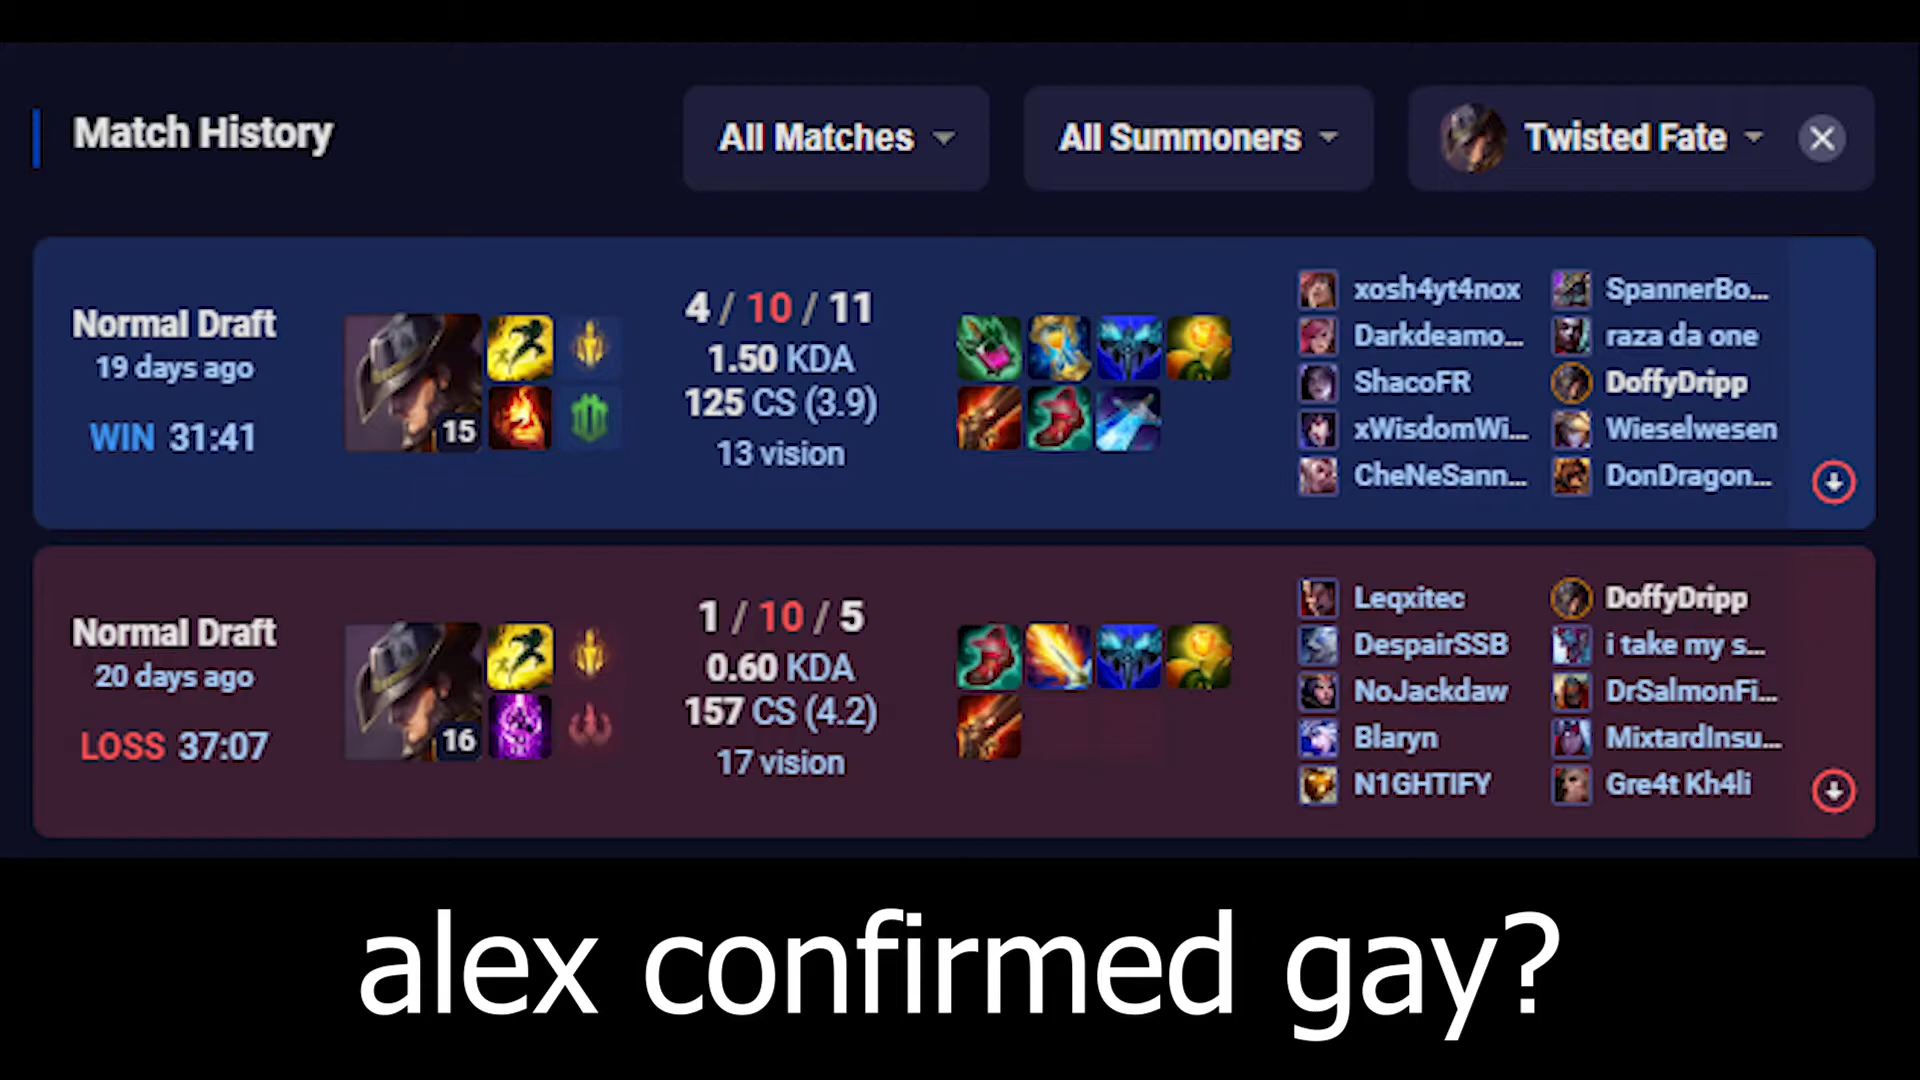 Match History
All Matches
All Summoners
Twisted Fate
Normal Draft
19 days ago
WIN 31:41
15
4 / 10 / 11
1.50 KDA
125 CS (3.9)
13 vision
xosh4yt4nox
Darkdeamo...
ShacoFR
xWisdomWi...
CheNeSann...
SpannerBo...
raza da one
DoffyDripp
Wieselwesen
DonDragon...
Normal Draft
20 days ago
LOSS 37:07
16
1 / 10 / 5
0.60 KDA
157 CS (4.2)
17 vision
Leqxitec
DespairSSB
NoJackdaw
Blaryn
N1GHTIFY
DoffyDripp
i take my s...
DrSalmonFi...
MixtardInsu...
Gre4t Kh4li
alex confirmed gay?